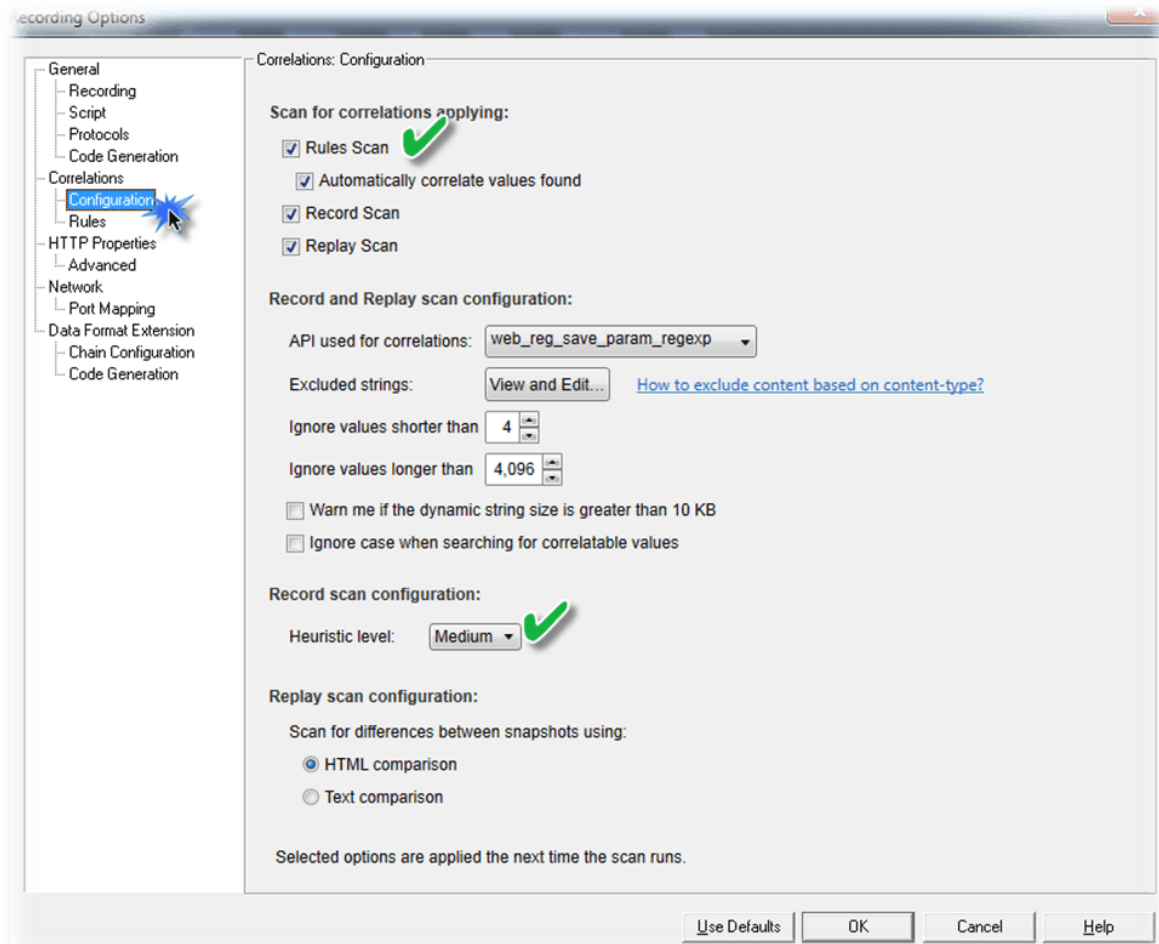 Recording Options
General
Recording
Script
Protocols
Code Generation
Correlations
Configuration
Rules
HTTP Properties
Advanced
Network
Port Mapping
Data Format Extension
Chain Configuration
Code Generation
Correlations: Configuration
Scan for correlations applying:
Rules Scan
Automatically correlate values found
Record Scan
Replay Scan
Record and Replay scan configuration:
API used for correlations: web_reg_save_param_regexp
Excluded strings: View and Edit... How to exclude content based on content-type?
Ignore values shorter than 4
Ignore values longer than 4,096
Warn me if the dynamic string size is greater than 10 KB
Ignore case when searching for correlatable values
Record scan configuration:
Heuristic level: Medium
Replay scan configuration:
Scan for differences between snapshots using:
HTML comparison
Text comparison
Selected options are applied the next time the scan runs.
Use Defaults OK Cancel Help